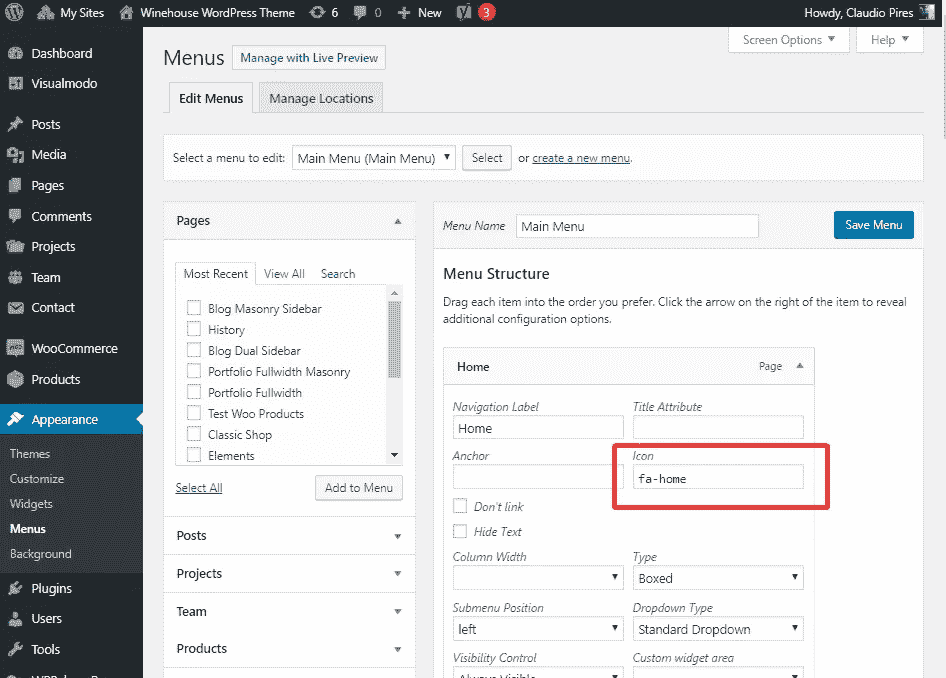 My Sites Winehouse WordPress Theme 6 0 New 3 Howdy, Claudio Pires
Screen Options Help
Dashboard
Visualmodo
Posts
Media
Pages
Comments
Projects
Team
Contact
WooCommerce
Products
Appearance
Themes
Customize
Widgets
Menus
Background
Plugins
Users
Tools
Menus Manage with Live Preview
Edit Menus Manage Locations
Select a menu to edit: Main Menu (Main Menu) Select or create a new menu.
Pages
Most Recent View All Search
Blog Masonry Sidebar
History
Blog Dual Sidebar
Portfolio Fullwidth Masonry
Portfolio Fullwidth
Test Woo Products
Classic Shop
Elements
Select All Add to Menu
Posts
Projects
Team
Products
Menu Name Main Menu Save Menu
Menu Structure
Drag each item into the order you prefer. Click the arrow on the right of the item to reveal
additional configuration options.
Home Page
Navigation Label Title Attribute
Home
Anchor Icon
fa-home
Don't link
Hide Text
Column Width Type
Boxed
Submenu Position Dropdown Type
left Standard Dropdown
Visibility Control Custom widget area
Always Visible